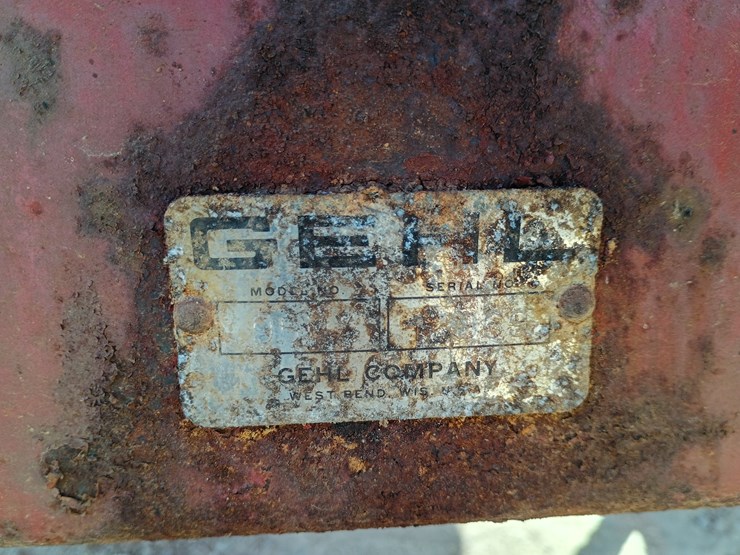 GEHL
MODEL NO SERIAL NO.
GEHL COMPANY
WEST BEND, WIS. U.S.A.